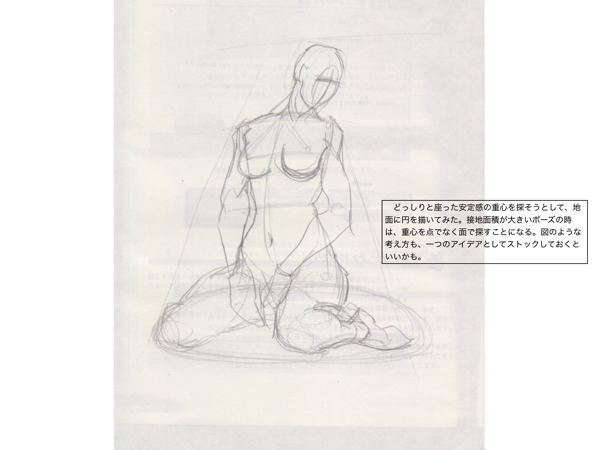 どっしりと座った安定感の重心を探そうとして、地
面に円を描いてみた。接地面積が大きいポーズの時
は、重心を点でなく面で探すことになる。図のような
考え方も、一つのアイデアとしてストックしておくと
いいかも。